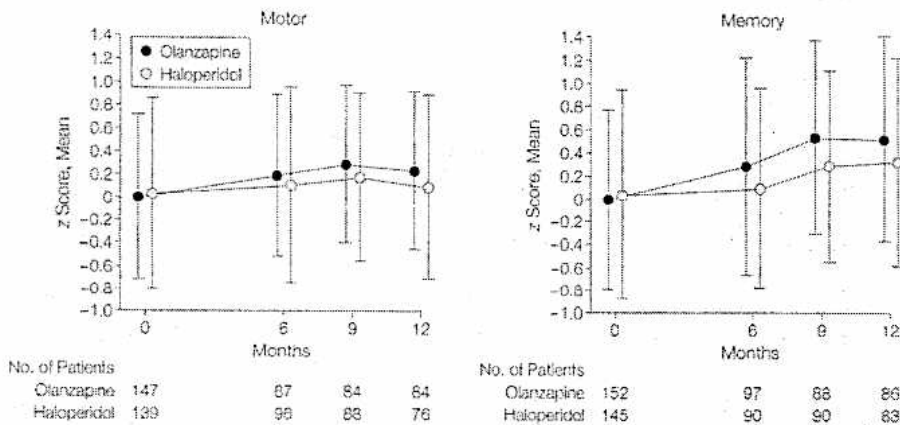 Motor
Memory
1.4
1.2
1.0
0.8
0.6
0.4
0.2
0
−0.2
−0.4
−0.6
−0.8
−1.0
z Score, Mean
Olanzapine
Haloperidol
0 6 9 12
Months
1.4
1.2
1.0
0.8
0.6
0.4
0.2
0
−0.2
−0.4
−0.6
−0.8
−1.0
z Score, Mean
0 6 9 12
Months
No. of Patients
Olanzapine 147 87 84 84
Haloperidol 139 98 88 76
No. of Patients
Olanzapine 152 97 88 86
Haloperidol 145 90 90 83